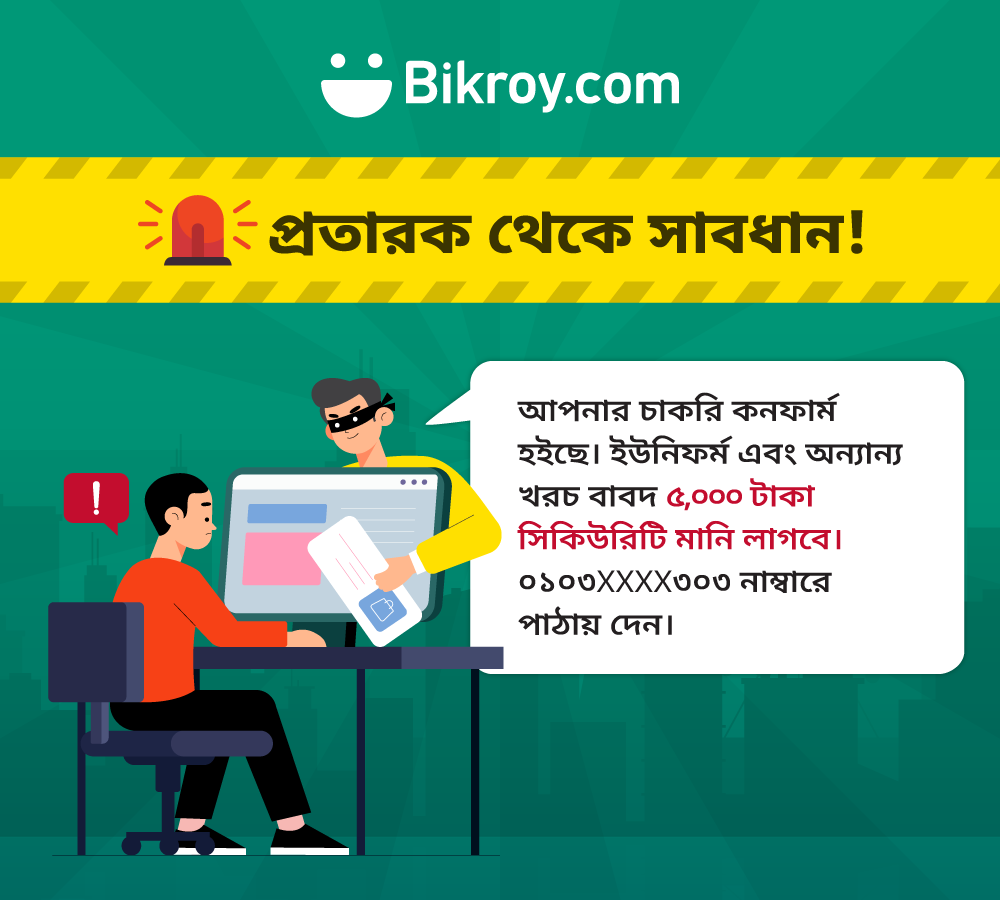 Bikroy.com
প্রতারক থেকে সাবধান!
!
আপনার চাকরি কনফার্ম
হইছে। ইউনিফর্ম এবং অন্যান্য
খরচ বাবদ ৫,০০০ টাকা
সিকিউরিটি মানি লাগবে।
০১০৩XXXX৩০৩ নাম্বারে
পাঠায় দেন।